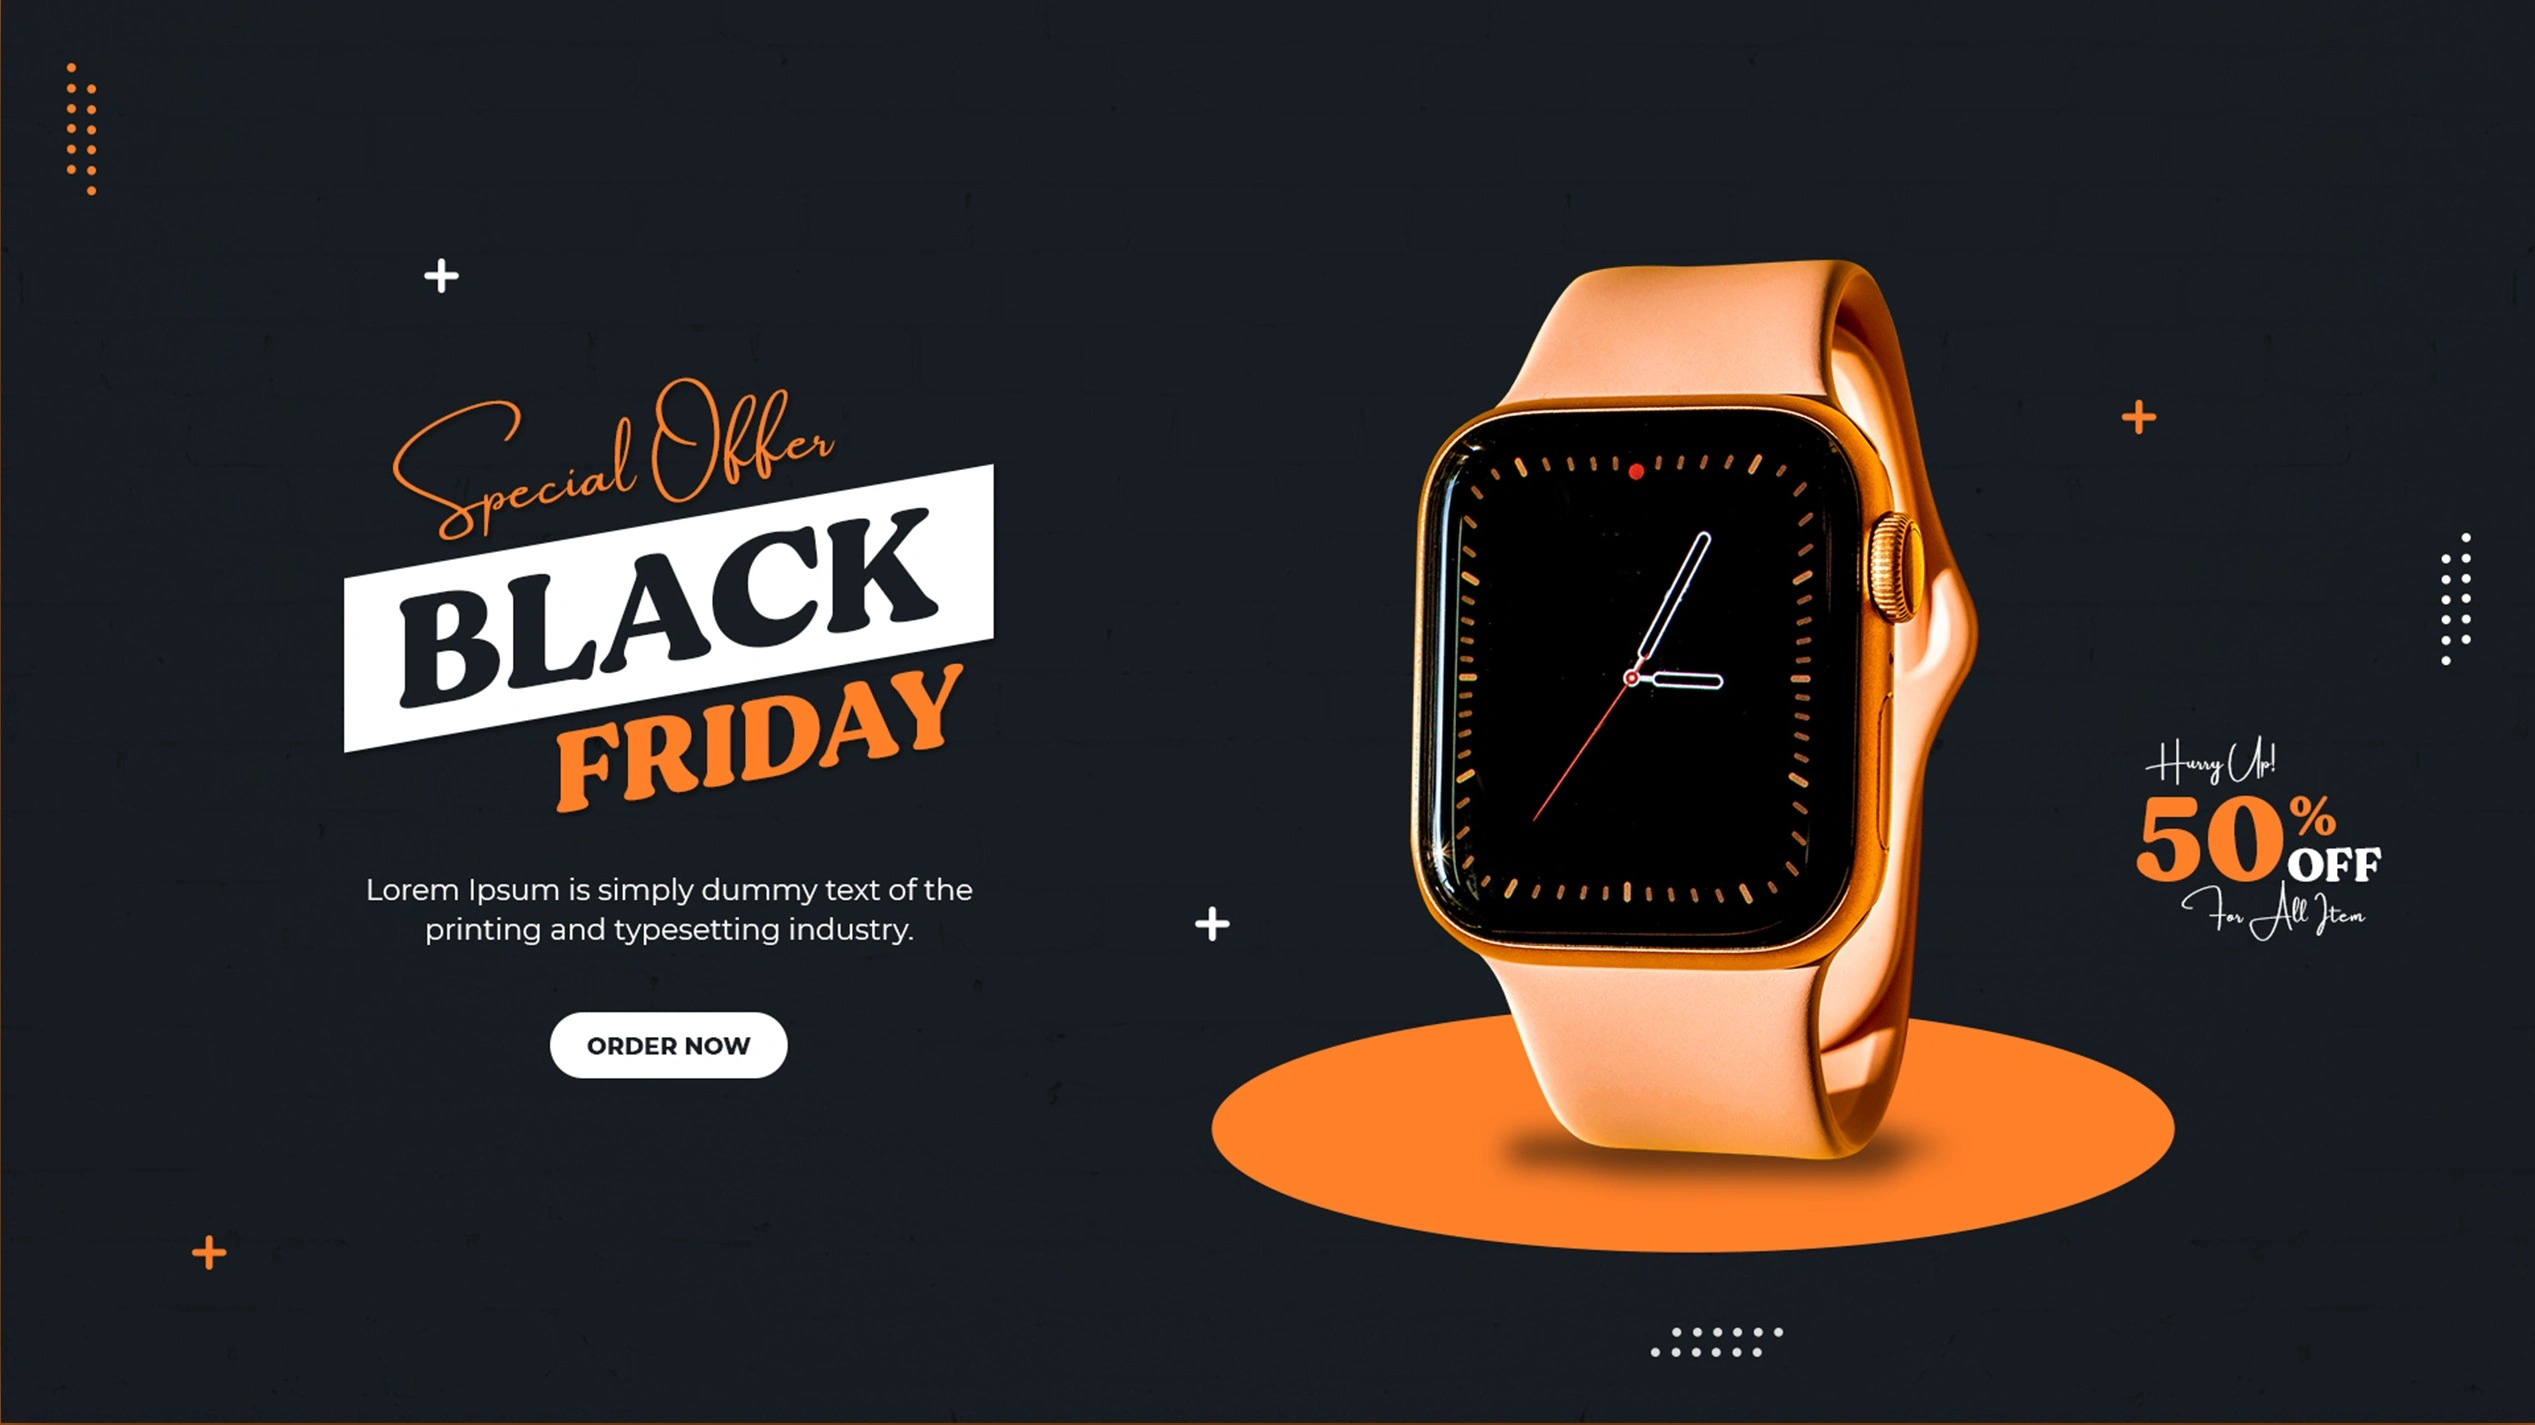 Special Offer
BLACK
FRIDAY
Lorem Ipsum is simply dummy text of the
printing and typesetting industry.
ORDER NOW
Hurry Up!
50%
OFF
For All Item